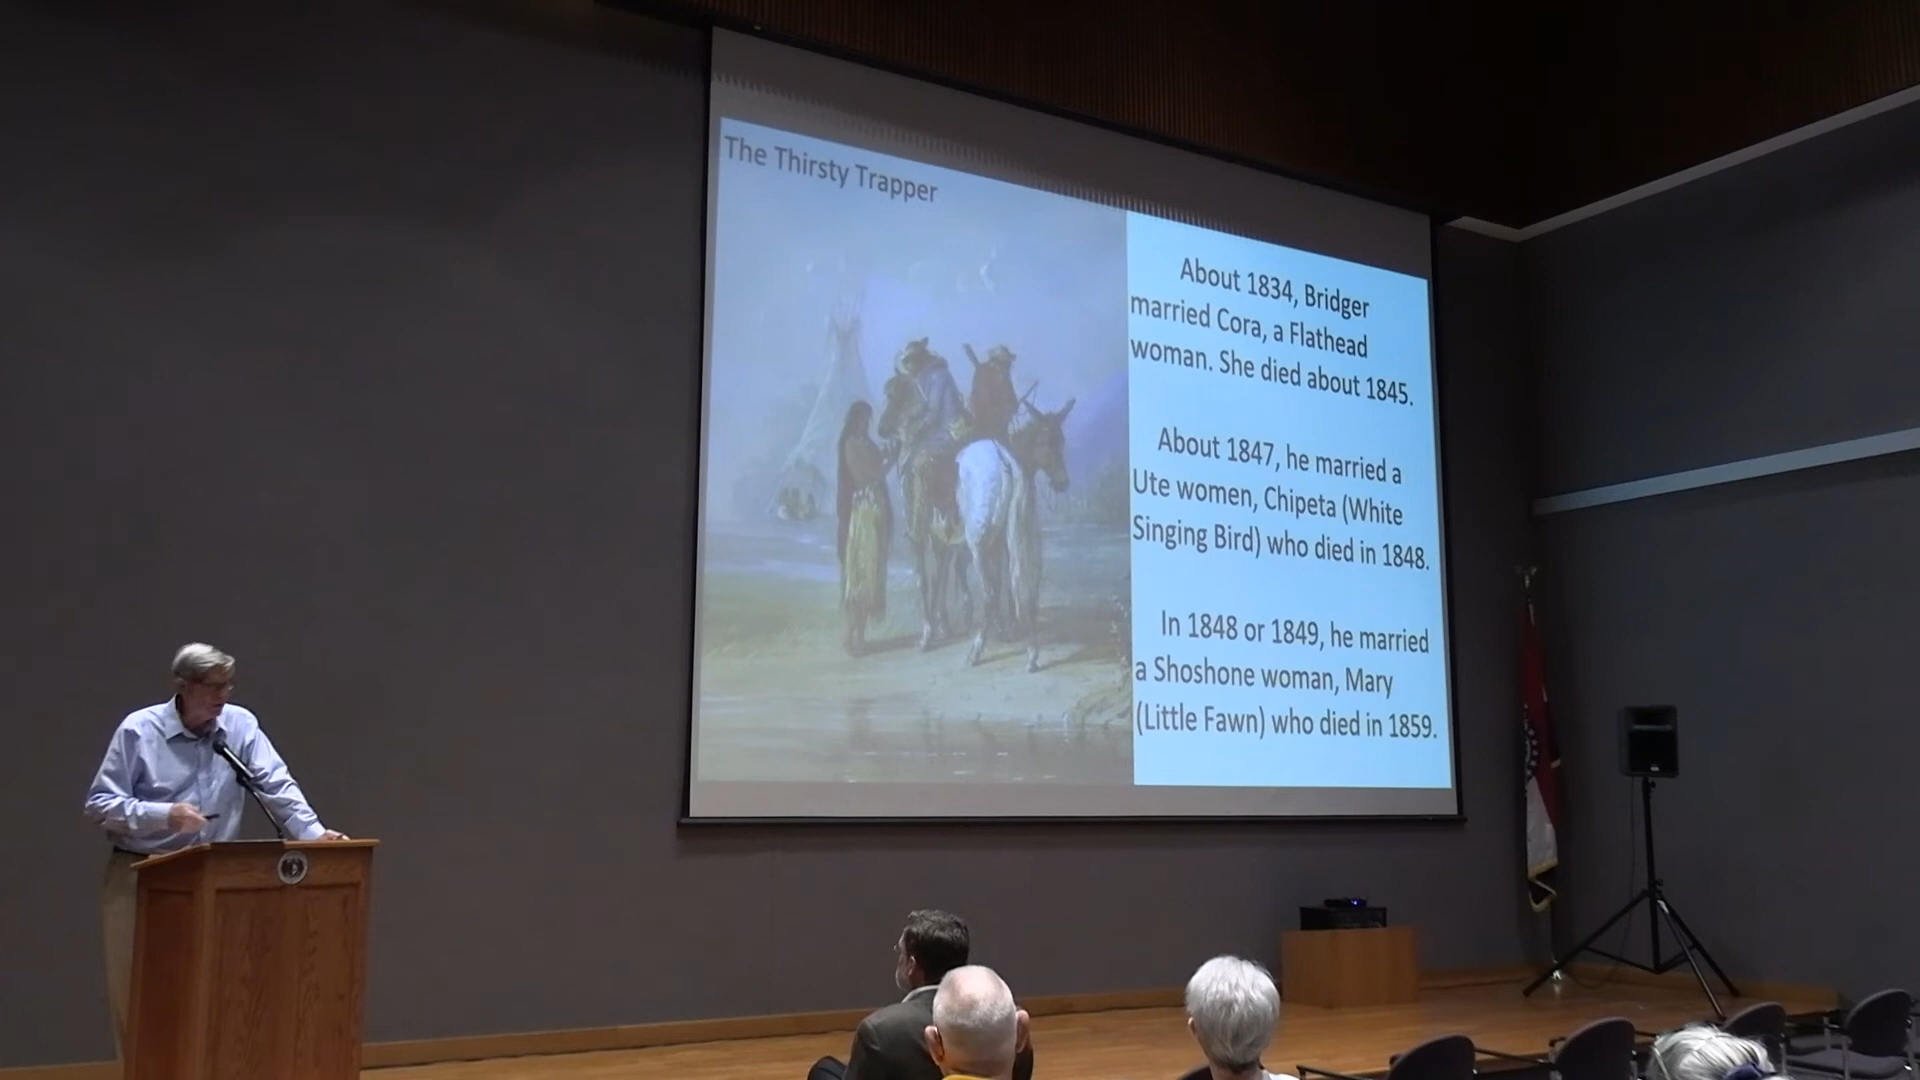 The Thirsty Trapper
About 1834, Bridger
married Cora, a Flathead
woman. She died about 1845.
About 1847, he married a
Ute women, Chipeta (White
Singing Bird) who died in 1848.
In 1848 or 1849, he married
a Shoshone woman, Mary
(Little Fawn) who died in 1859.